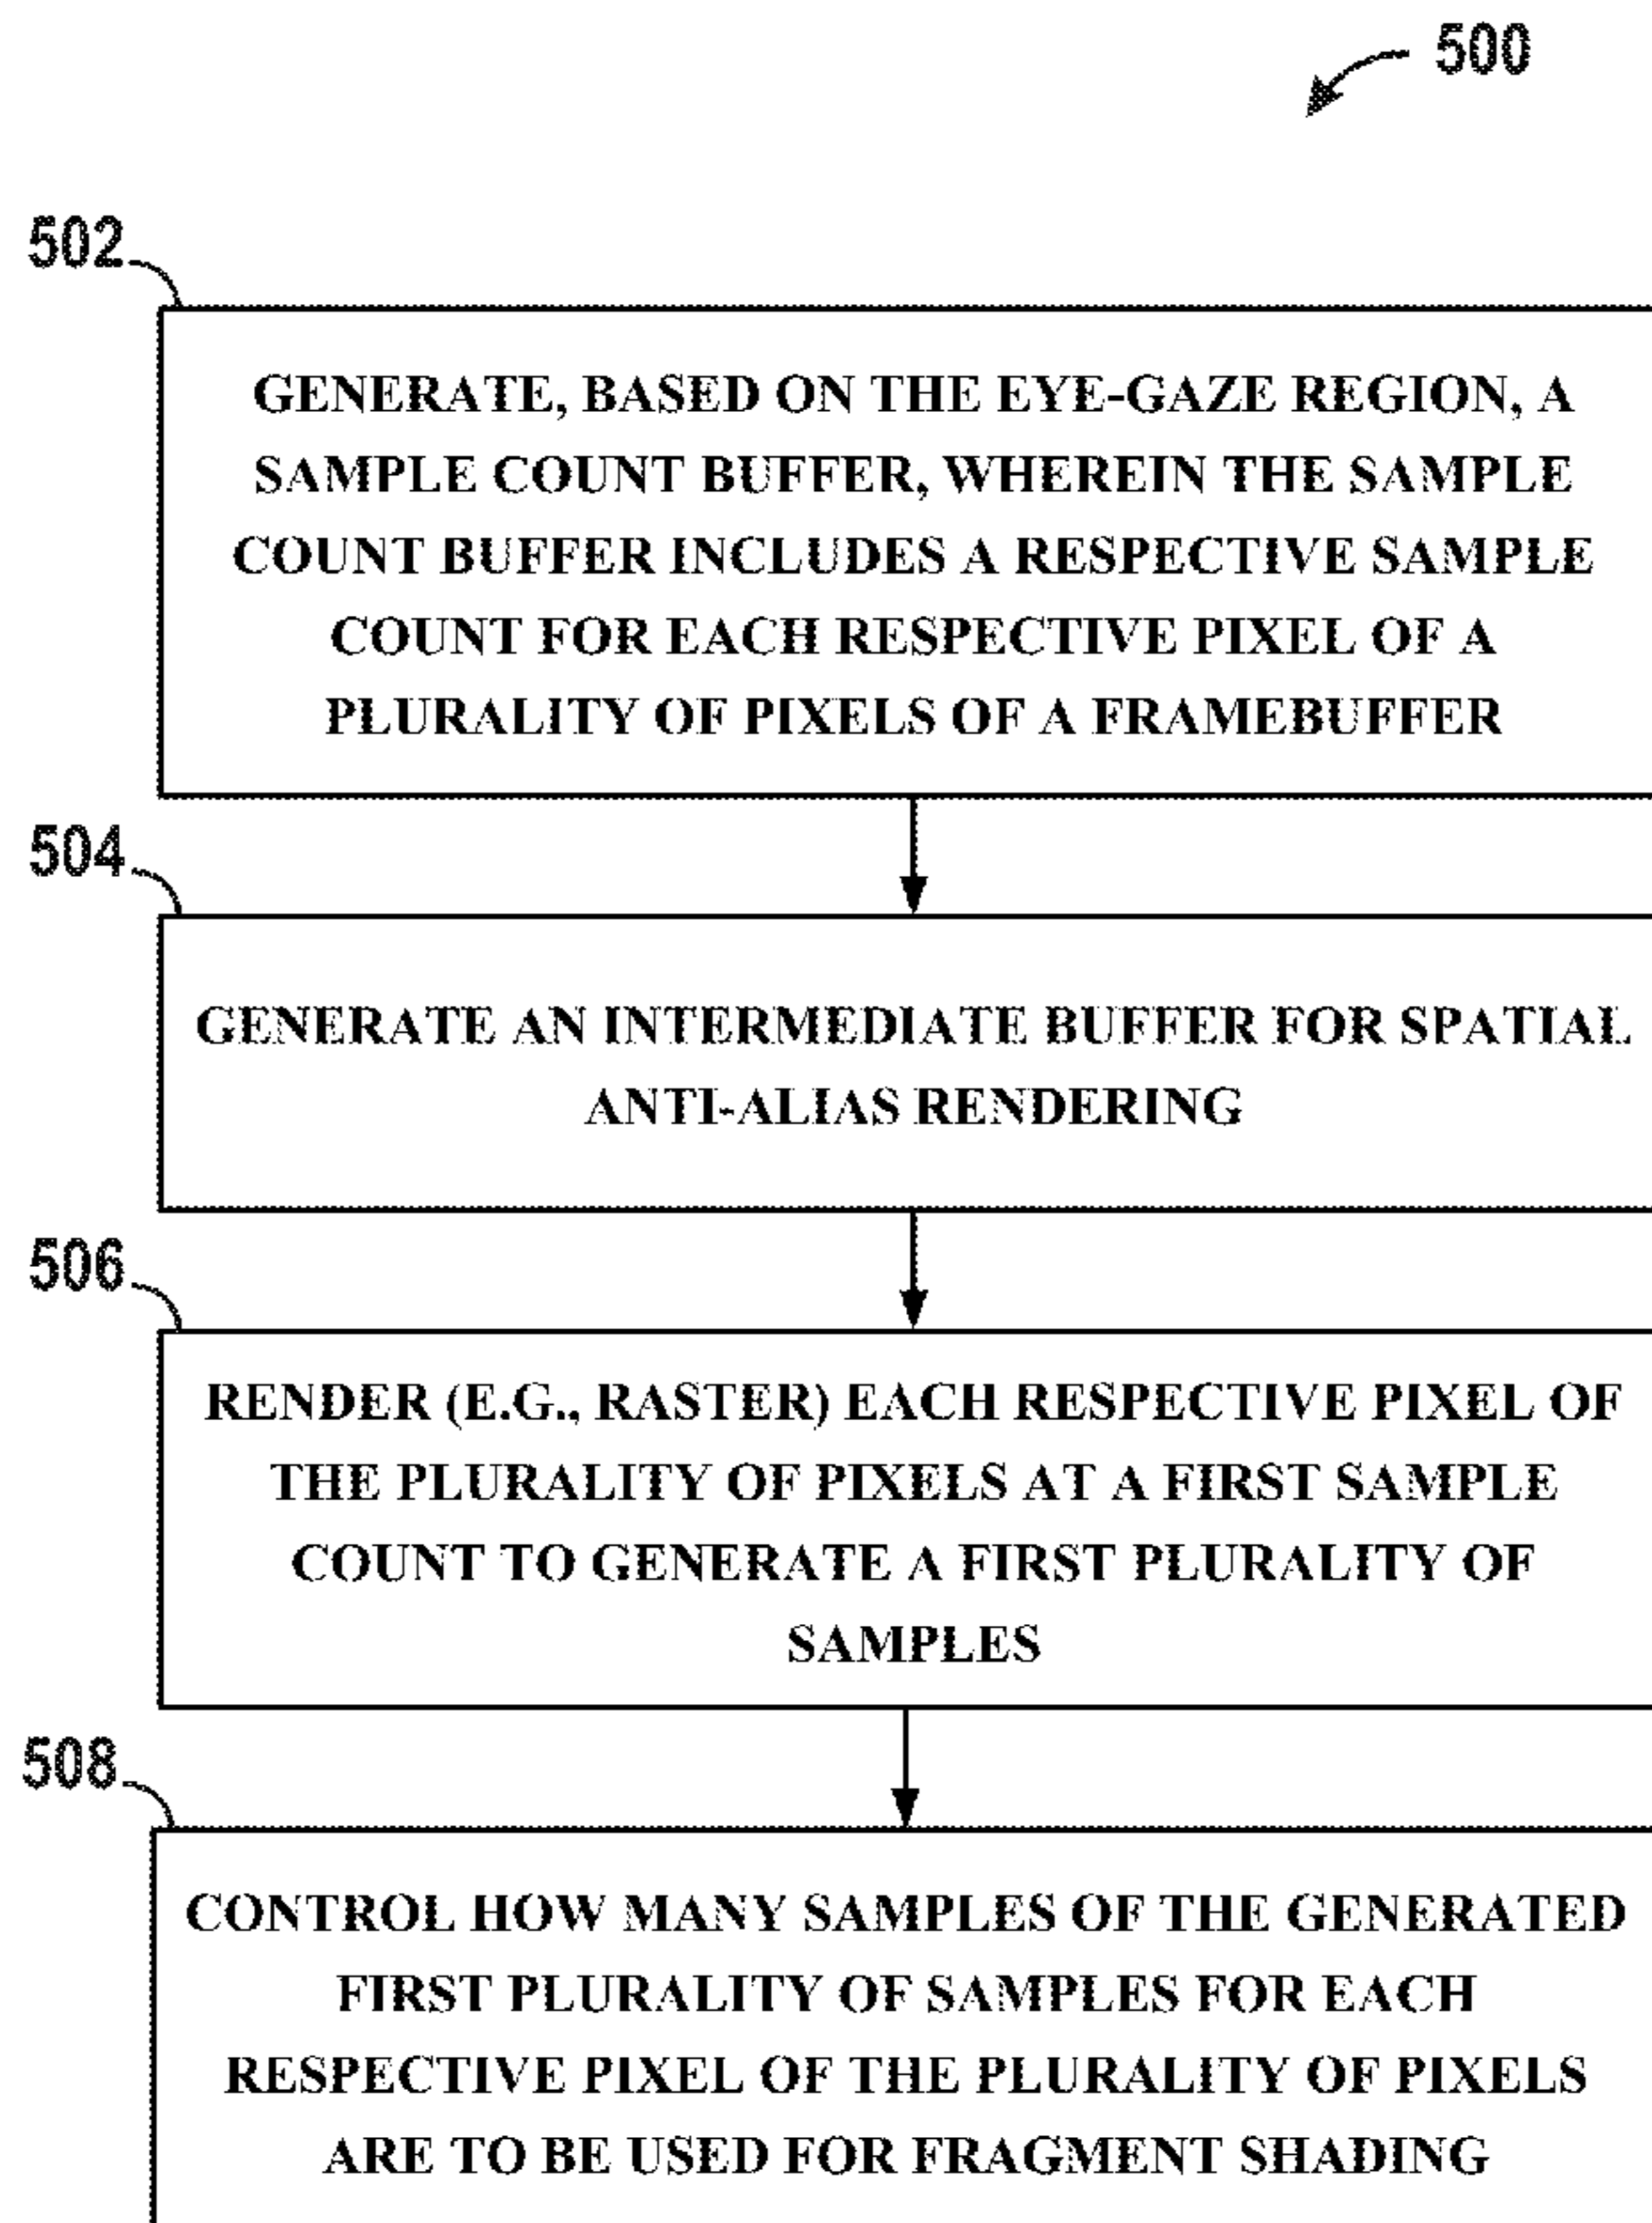 500
502
GENERATE, BASED ON THE EYE-GAZE REGION, A
SAMPLE COUNT BUFFER, WHEREIN THE SAMPLE
COUNT BUFFER INCLUDES A RESPECTIVE SAMPLE
COUNT FOR EACH RESPECTIVE PIXEL OF A
PLURALITY OF PIXELS OF A FRAMEBUFFER
504
GENERATE AN INTERMEDIATE BUFFER FOR SPATIAL
ANTI-ALIAS RENDERING
506
RENDER (E.G., RASTER) EACH RESPECTIVE PIXEL OF
THE PLURALITY OF PIXELS AT A FIRST SAMPLE
COUNT TO GENERATE A FIRST PLURALITY OF
SAMPLES
508
CONTROL HOW MANY SAMPLES OF THE GENERATED
FIRST PLURALITY OF SAMPLES FOR EACH
RESPECTIVE PIXEL OF THE PLURALITY OF PIXELS
ARE TO BE USED FOR FRAGMENT SHADING